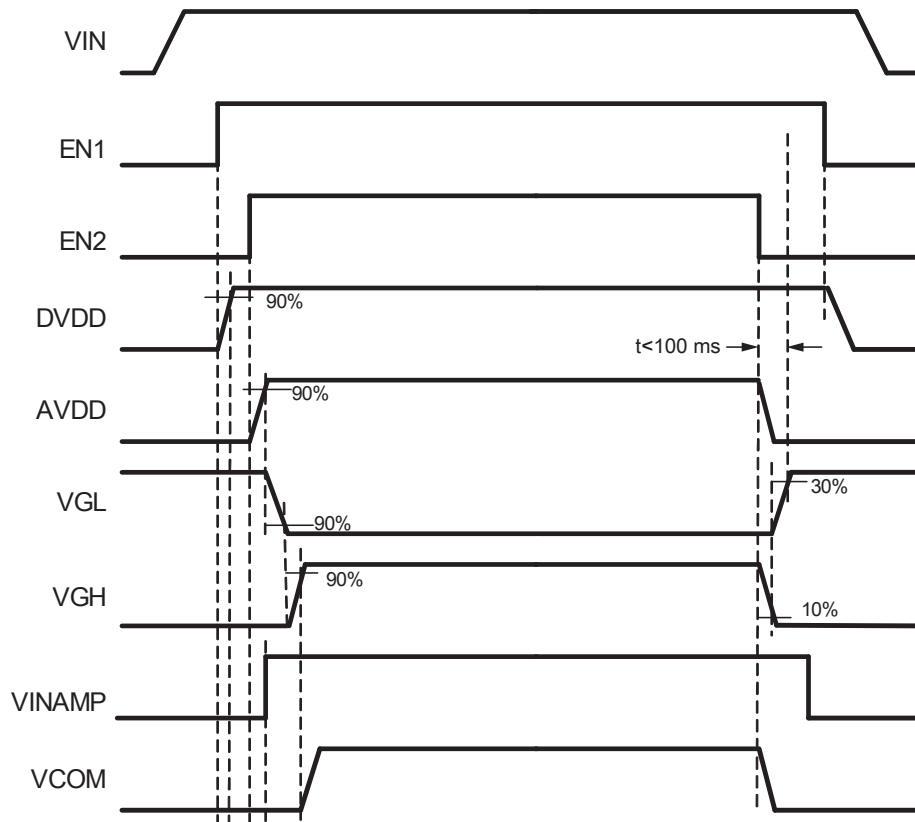 VIN
EN1
EN2
DVDD
90%
t<100 ms
AVDD
90%
VGL
30%
90%
VGH
90%
10%
VINAMP
VCOM